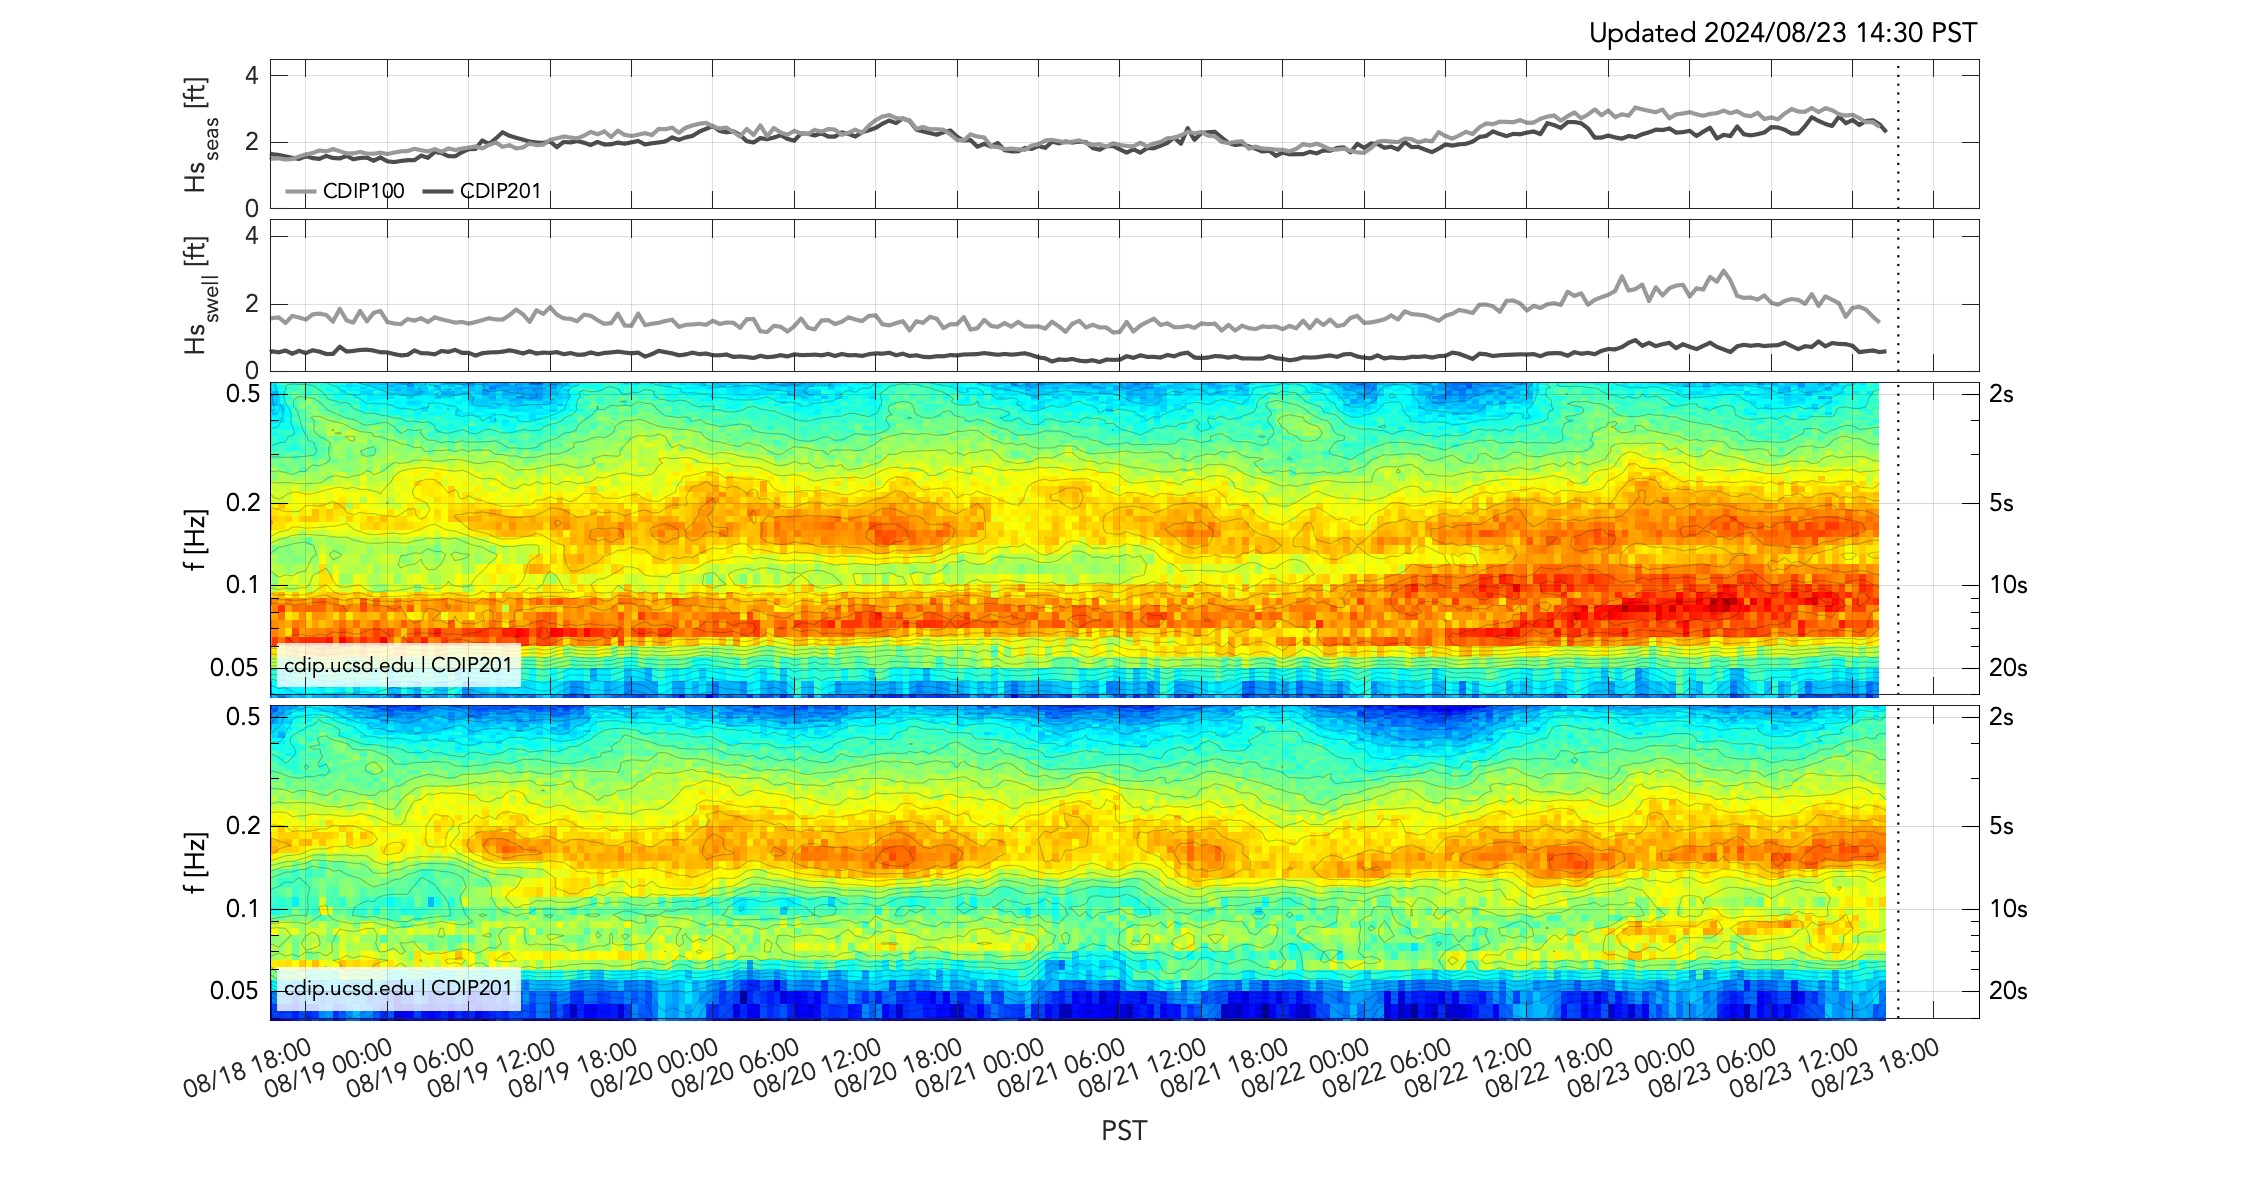 Updated 2024/08/23 14:30 PST
Hs seas [ft]
4
2
0
CDIP100 CDIP201
Hs swell [ft]
4
2
0
f [Hz]
0.5
0.2
0.1
0.05
2s
5s
10s
20s
cdip.ucsd.edu | CDIP201
f [Hz]
0.5
0.2
0.1
0.05
2s
5s
10s
20s
cdip.ucsd.edu | CDIP201
08/18 18:00
08/19 00:00
08/19 06:00
08/19 12:00
08/19 18:00
08/20 00:00
08/20 06:00
08/20 12:00
08/20 18:00
08/21 00:00
08/21 06:00
08/21 12:00
08/21 18:00
08/22 00:00
08/22 06:00
08/22 12:00
08/22 18:00
08/23 00:00
08/23 06:00
08/23 12:00
08/23 18:00
PST